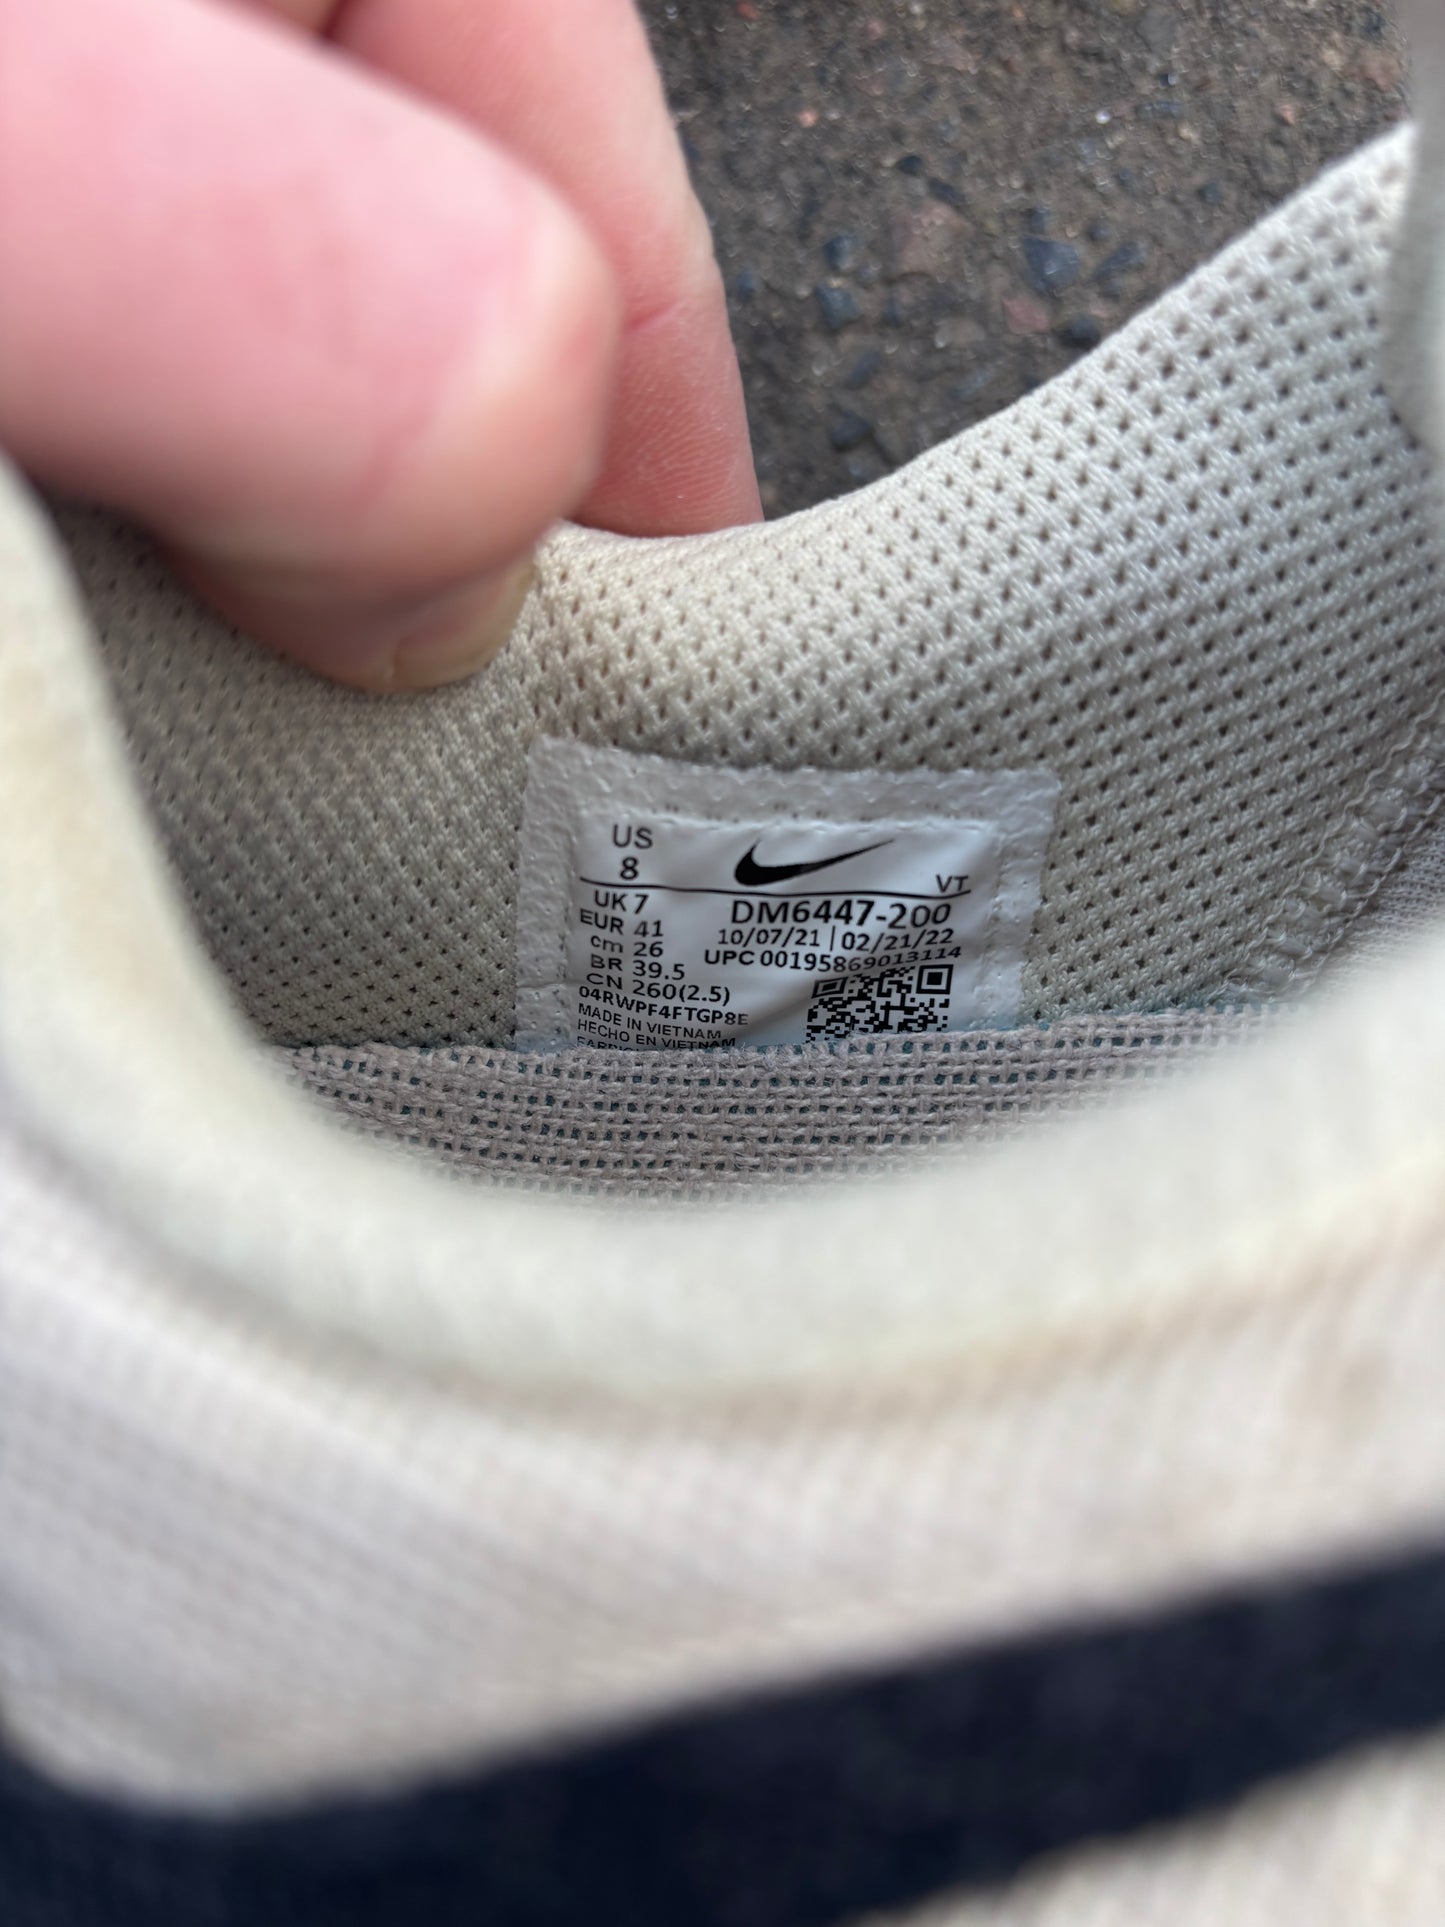 US
8
VT
UK 7
EUR 41
cm 26
BR 39.5
CN 260(2.5)
DM6447-200
10/07/21 | 02/21/22
UPC 00195869013114
04RWPF4FTGP8E
MADE IN VIETNAM
HECHO EN VIETNAM